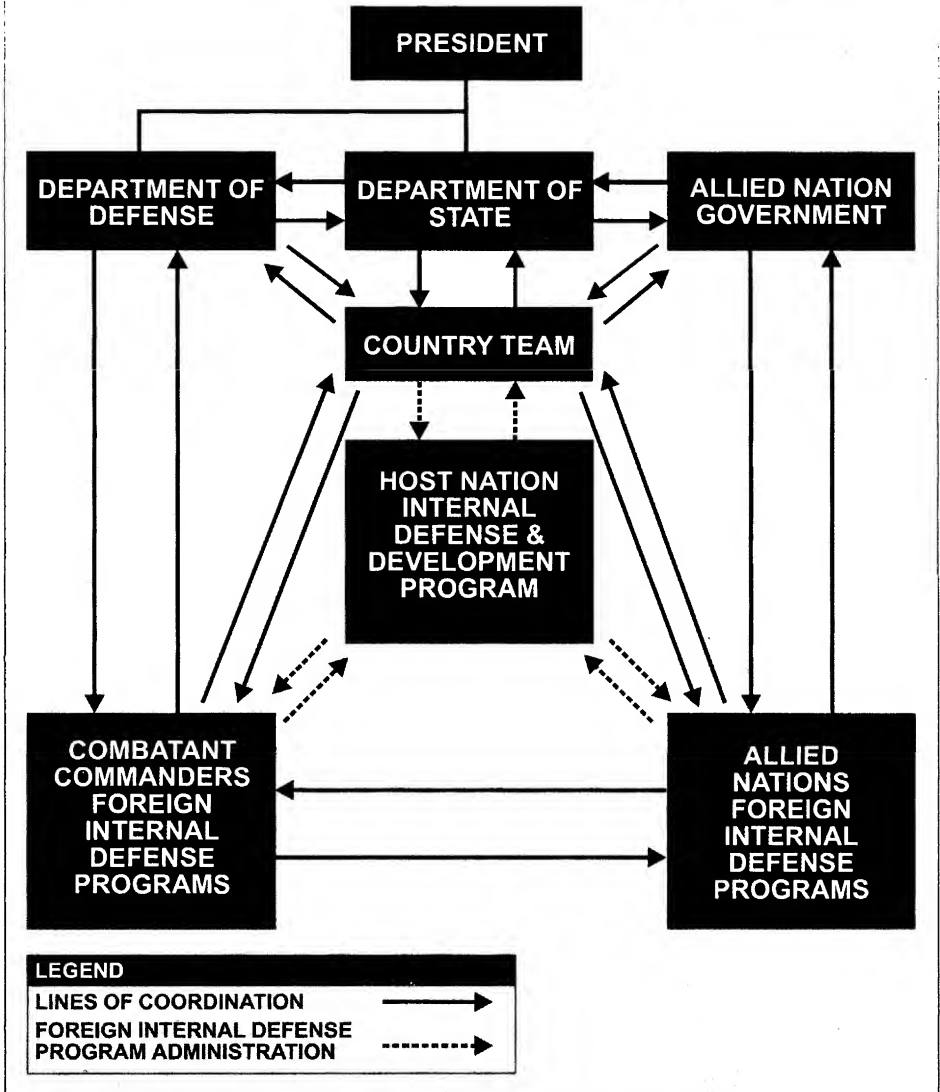 PRESIDENT
DEPARTMENT OF
DEFENSE
DEPARTMENT OF
STATE
ALLIED NATION
GOVERNMENT
COUNTRY TEAM
HOST NATION
INTERNAL
DEFENSE &
DEVELOPMENT
PROGRAM
COMBATANT
COMMANDERS
FOREIGN
INTERNAL
DEFENSE
PROGRAMS
ALLIED
NATIONS
FOREIGN
INTERNAL
DEFENSE
PROGRAMS
LEGEND
LINES OF COORDINATION
FOREIGN INTERNAL DEFENSE
PROGRAM ADMINISTRATION